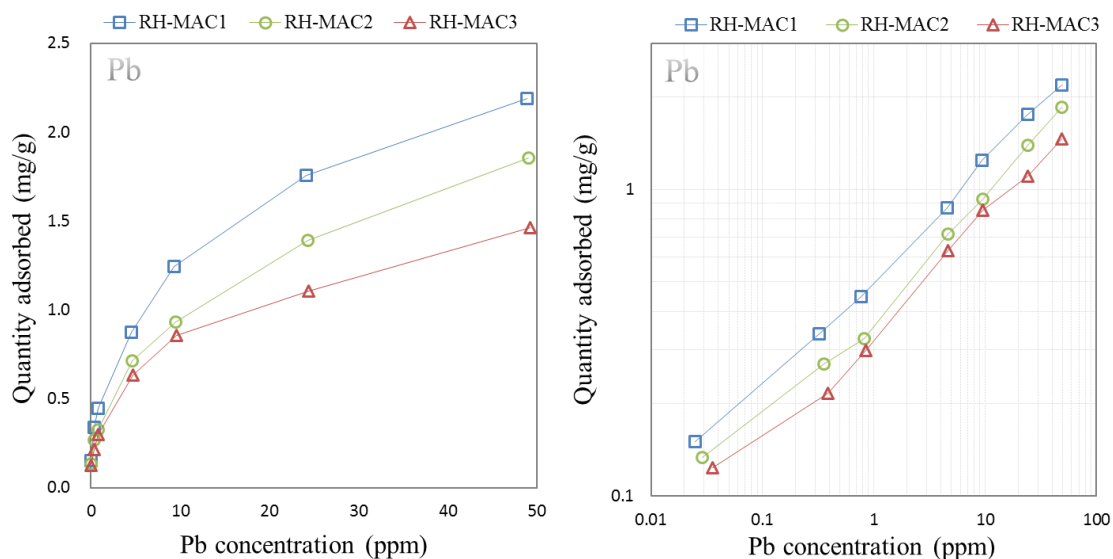 RH-MAC1 RH-MAC2 RH-MAC3
Pb
Quantity adsorbed (mg/g)
2.5
2.0
1.5
1.0
0.5
0.0
0 10 20 30 40 50
Pb concentration (ppm)
RH-MAC1 RH-MAC2 RH-MAC3
Pb
Quantity adsorbed (mg/g)
1
0.1
0.01 0.1 1 10 100
Pb concentration (ppm)